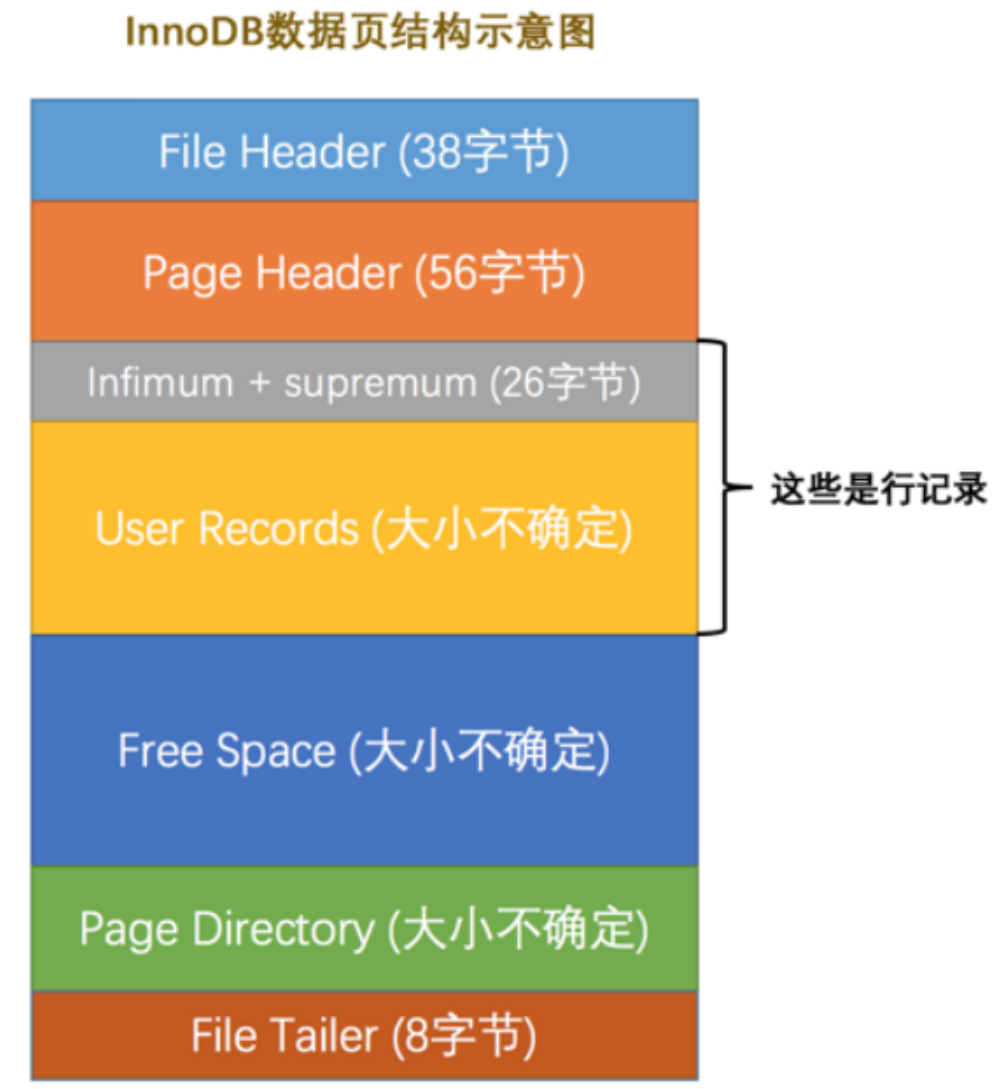 InnoDB数据页结构示意图
File Header (38字节)
Page Header (56字节)
Infimum + supremum (26字节)
User Records (大小不确定)
这些是行记录
Free Space (大小不确定)
Page Directory (大小不确定)
File Tailer (8字节)